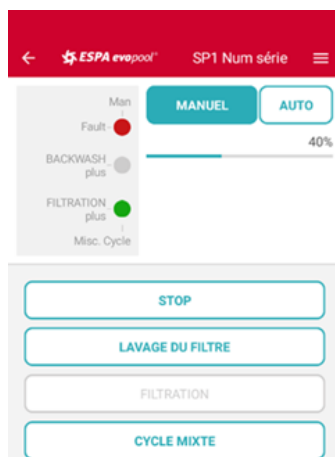 ESPA evopool
SP1 Num série
Man
Fault
BACKWASH
plus
FILTRATION
plus
Misc. Cycle
MANUEL
AUTO
40%
STOP
LAVAGE DU FILTRE
FILTRATION
CYCLE MIXTE